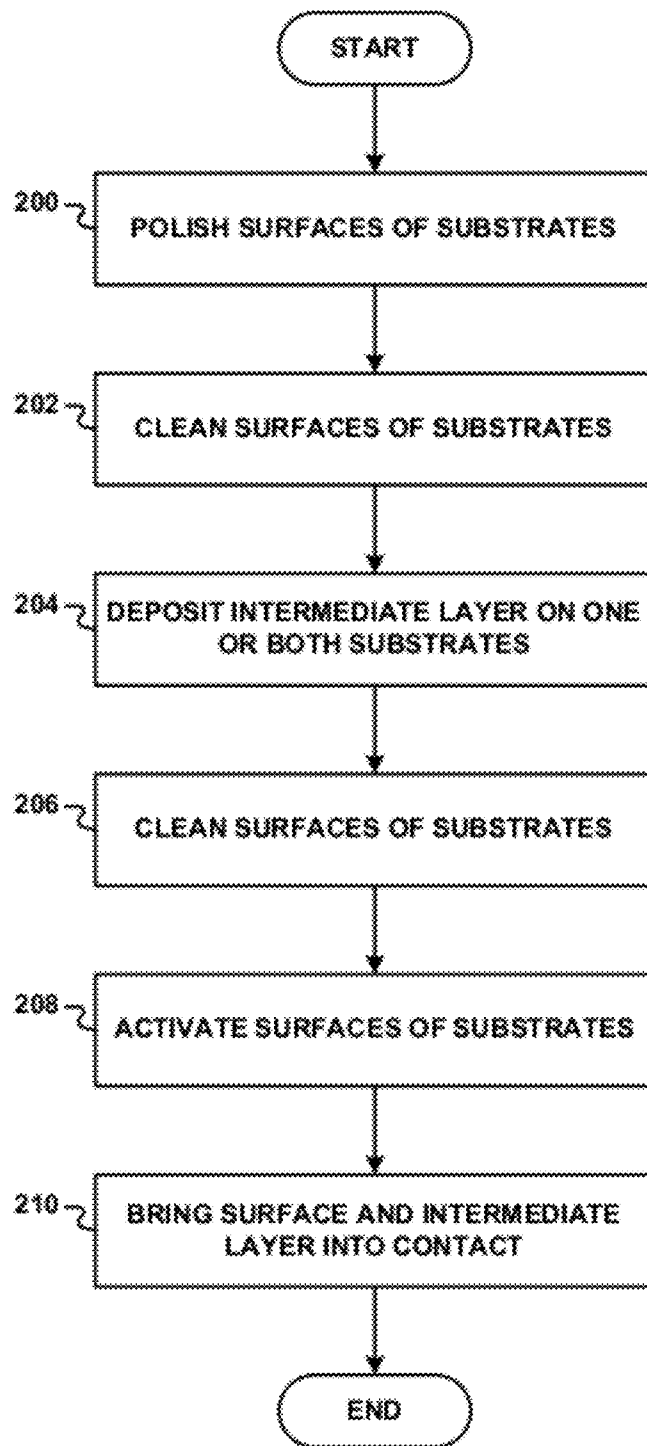 START
200
POLISH SURFACES OF SUBSTRATES
202
CLEAN SURFACES OF SUBSTRATES
204
DEPOSIT INTERMEDIATE LAYER ON ONE
OR BOTH SUBSTRATES
206
CLEAN SURFACES OF SUBSTRATES
208
ACTIVATE SURFACES OF SUBSTRATES
210
BRING SURFACE AND INTERMEDIATE
LAYER INTO CONTACT
END